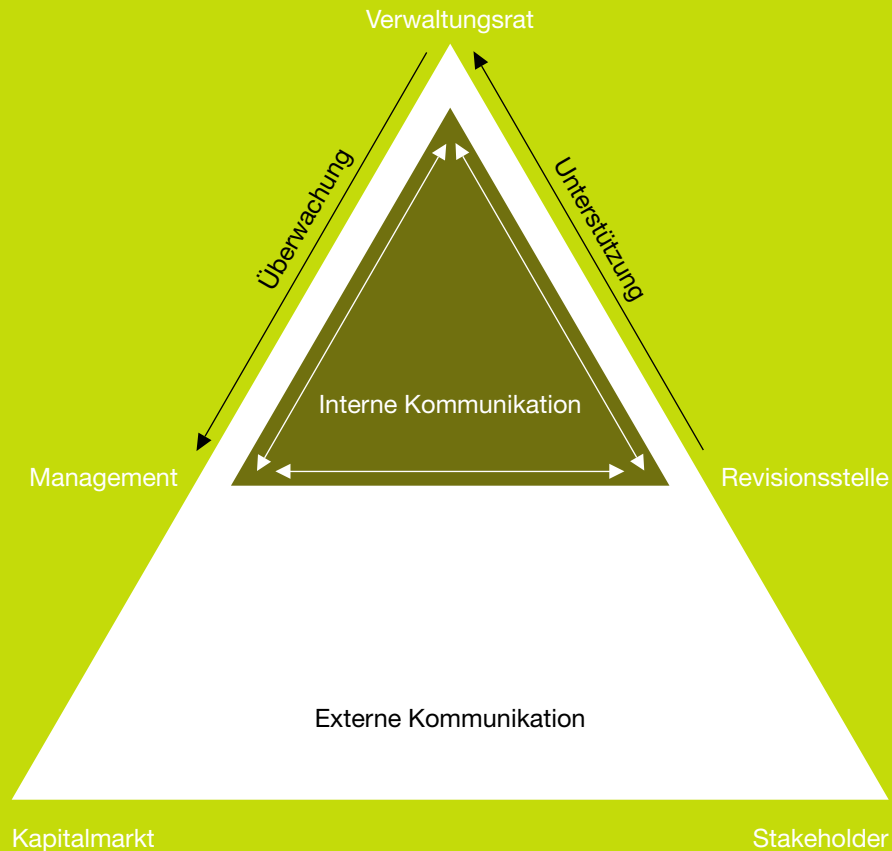 Verwaltungsrat
Überwachung
Unterstützung
Interne Kommunikation
Management
Revisionsstelle
Externe Kommunikation
Kapitalmarkt
Stakeholder